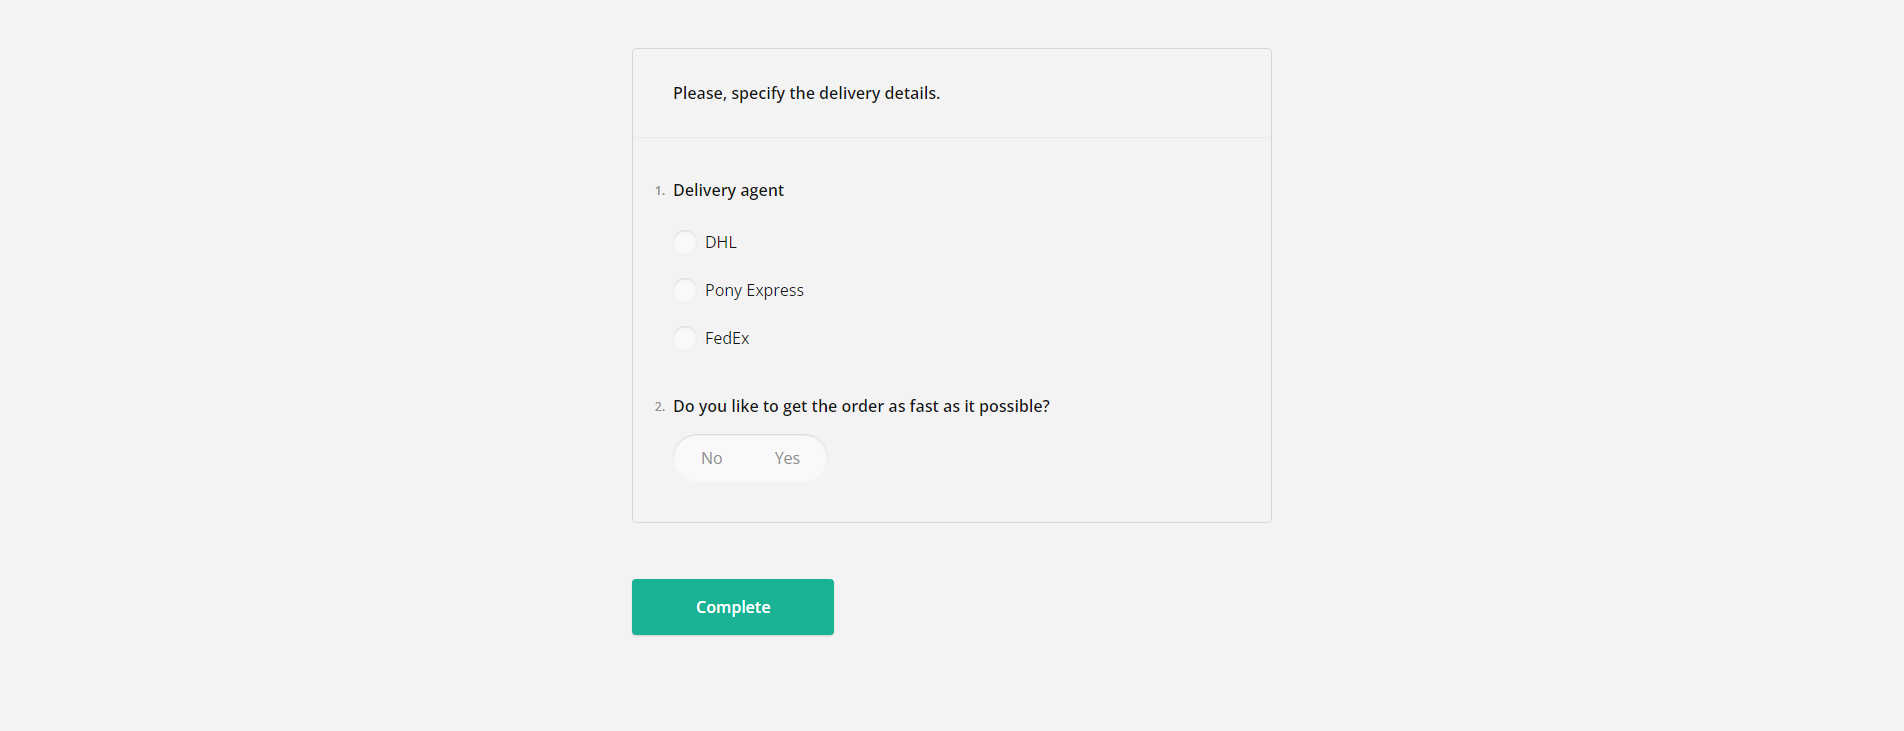 Please, specify the delivery details.
1. Delivery agent
DHL
Pony Express
FedEx
2. Do you like to get the order as fast as it possible?
No Yes
Complete